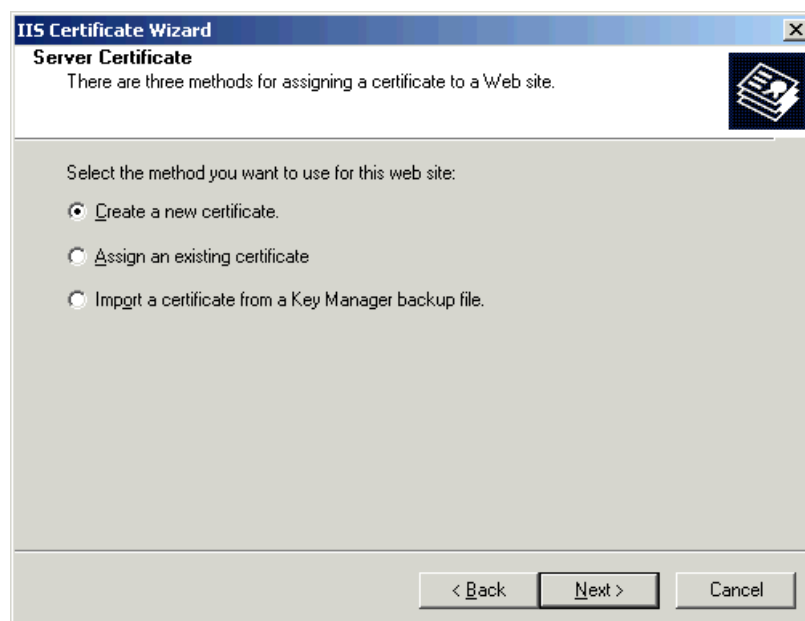 IIS Certificate Wizard
Server Certificate
There are three methods for assigning a certificate to a Web site.
Select the method you want to use for this web site:
Create a new certificate.
Assign an existing certificate
Import a certificate from a Key Manager backup file.
< Back Next > Cancel